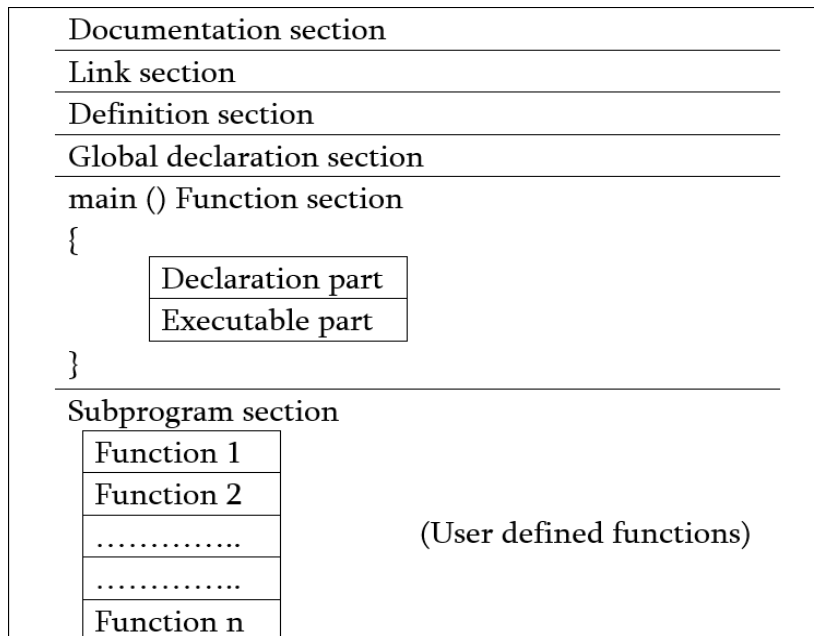 Documentation section
Link section
Definition section
Global declaration section
main () Function section
{
Declaration part
Executable part
}
Subprogram section
Function 1
Function 2
…………..
(User defined functions)
…………..
Function n